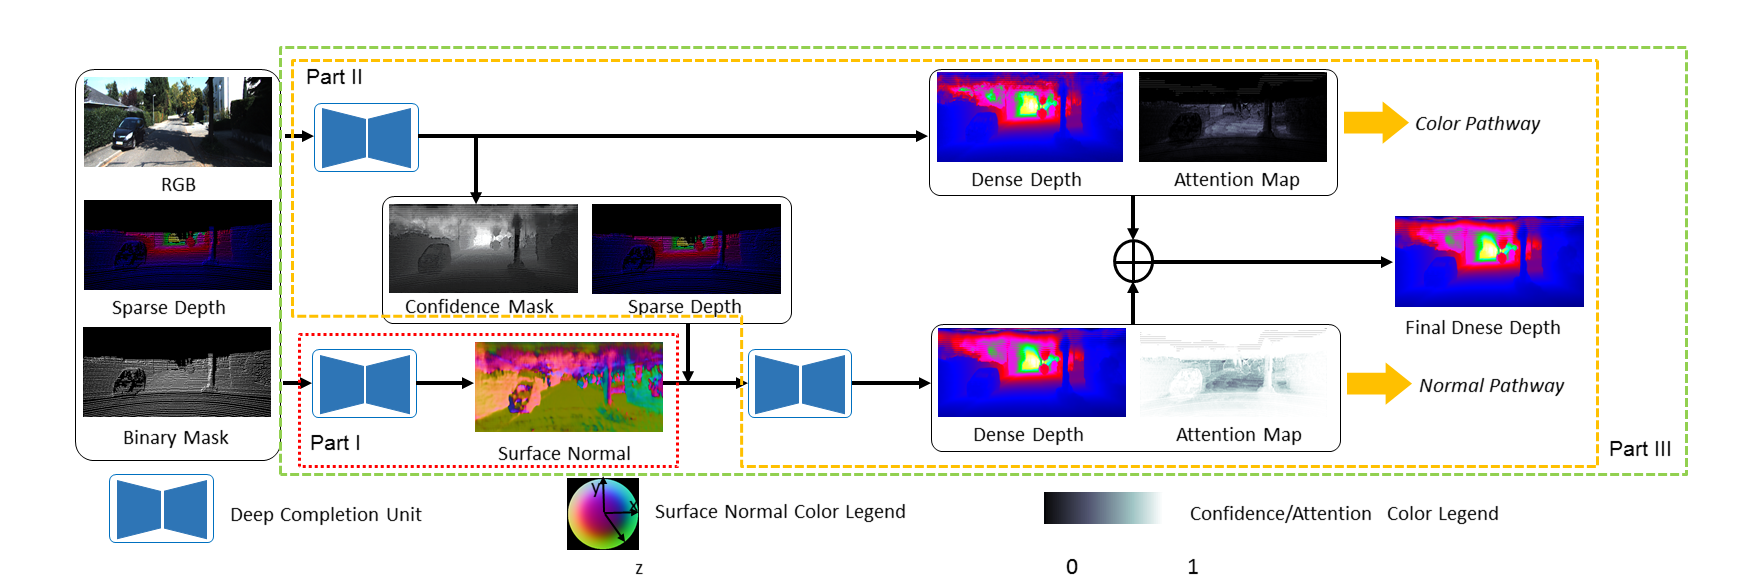 Part II
RGB
Dense Depth
Attention Map
Color Pathway
Sparse Depth
Confidence Mask
Sparse Depth
Final Dnese Depth
Binary Mask
Part I
Surface Normal
Dense Depth
Attention Map
Normal Pathway
Part III
Deep Completion Unit
y
x
z
Surface Normal Color Legend
Confidence/Attention Color Legend
0 1